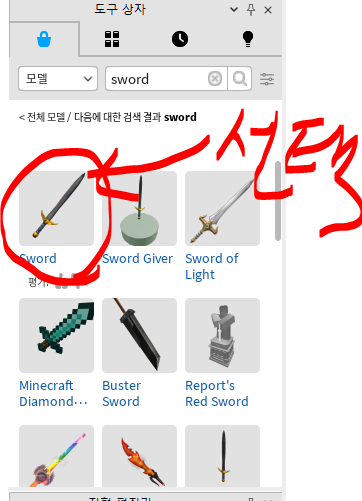 도구 상자
모델
sword
< 전체 모델 / 다음에 대한 검색 결과 sword
선택
Sword
Sword Giver
Sword of Light
평가:
Minecraft Diamond…
Buster Sword
Report's Red Sword